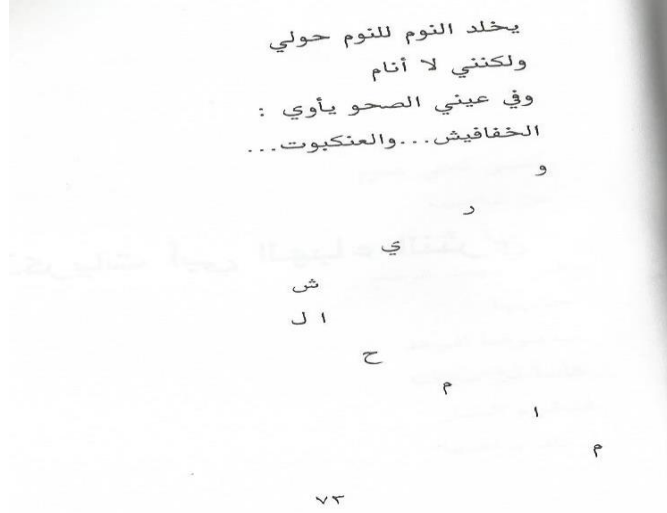 يخلد النوم للنوم حولي
ولكنني لا أنام
وفي عيني الصحو يأوي :
الخفافيش...والعنكبوت...
و
ر
ي
ش
ا ل
ح
م
ا
م
٧٣